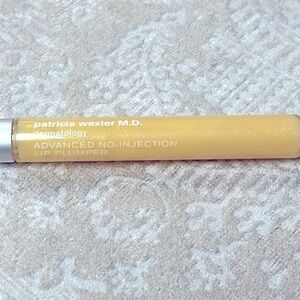 patricia wexler M.D.
dermatology
ADVANCED NO-INJECTION
LIP PLUMPER